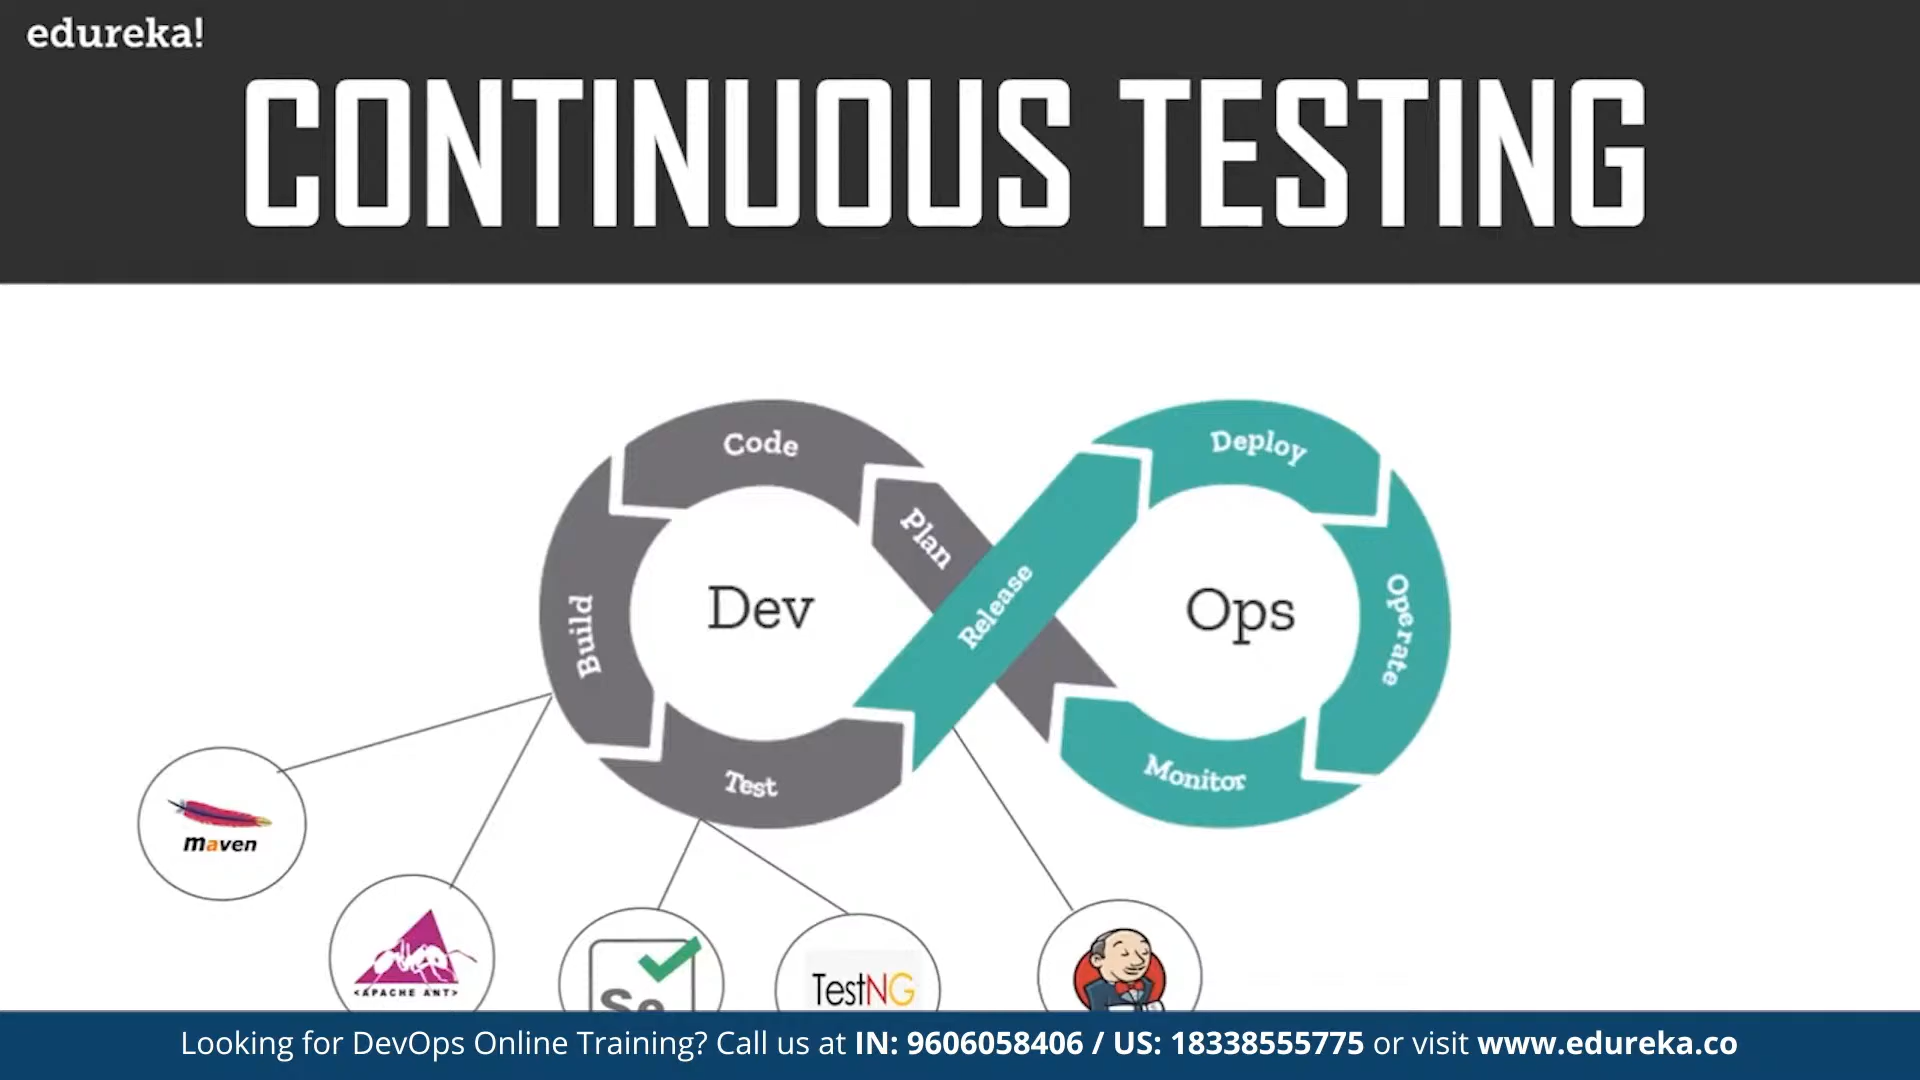 edureka!
CONTINUOUS TESTING
Code
Plan
Build
Dev
Test
Release
Deploy
Operate
Ops
Monitor
maven
<APACHE ANT>
Se
TestNG
Looking for DevOps Online Training? Call us at IN: 9606058406 / US: 18338555775 or visit www.edureka.co